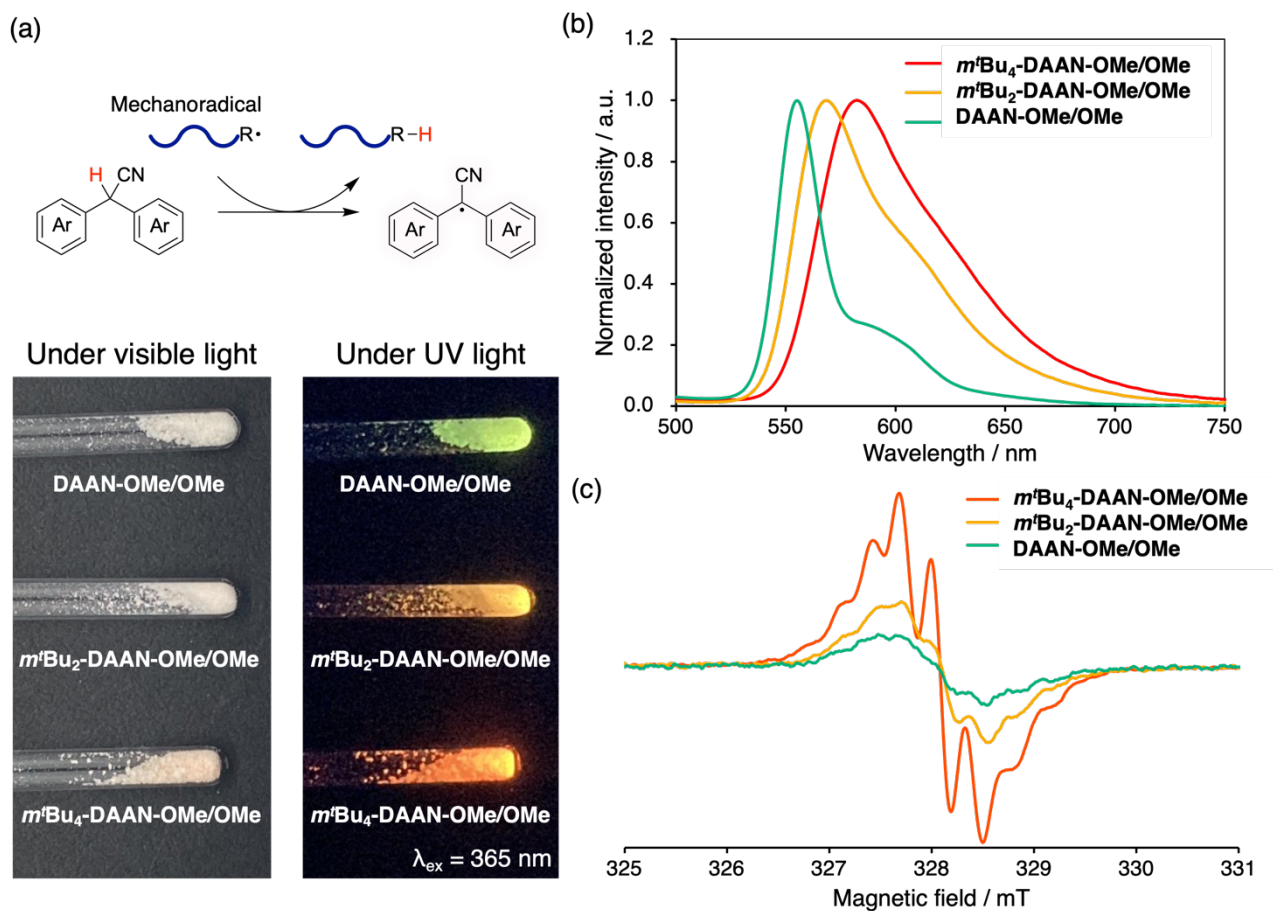 (a)
Mechanoradical
R•
R–H
H
CN
Ar
Ar
CN
•
Ar
Ar
Under visible light
Under UV light
DAAN-OMe/OMe
DAAN-OMe/OMe
mᵗBu₂-DAAN-OMe/OMe
mᵗBu₂-DAAN-OMe/OMe
mᵗBu₄-DAAN-OMe/OMe
mᵗBu₄-DAAN-OMe/OMe
λex = 365 nm
(b)
Normalized intensity / a.u.
1.2
1.0
0.8
0.6
0.4
0.2
0.0
mᵗBu₄-DAAN-OMe/OMe
mᵗBu₂-DAAN-OMe/OMe
DAAN-OMe/OMe
500 550 600 650 700 750
Wavelength / nm
(c)
mᵗBu₄-DAAN-OMe/OMe
mᵗBu₂-DAAN-OMe/OMe
DAAN-OMe/OMe
325 326 327 328 329 330 331
Magnetic field / mT